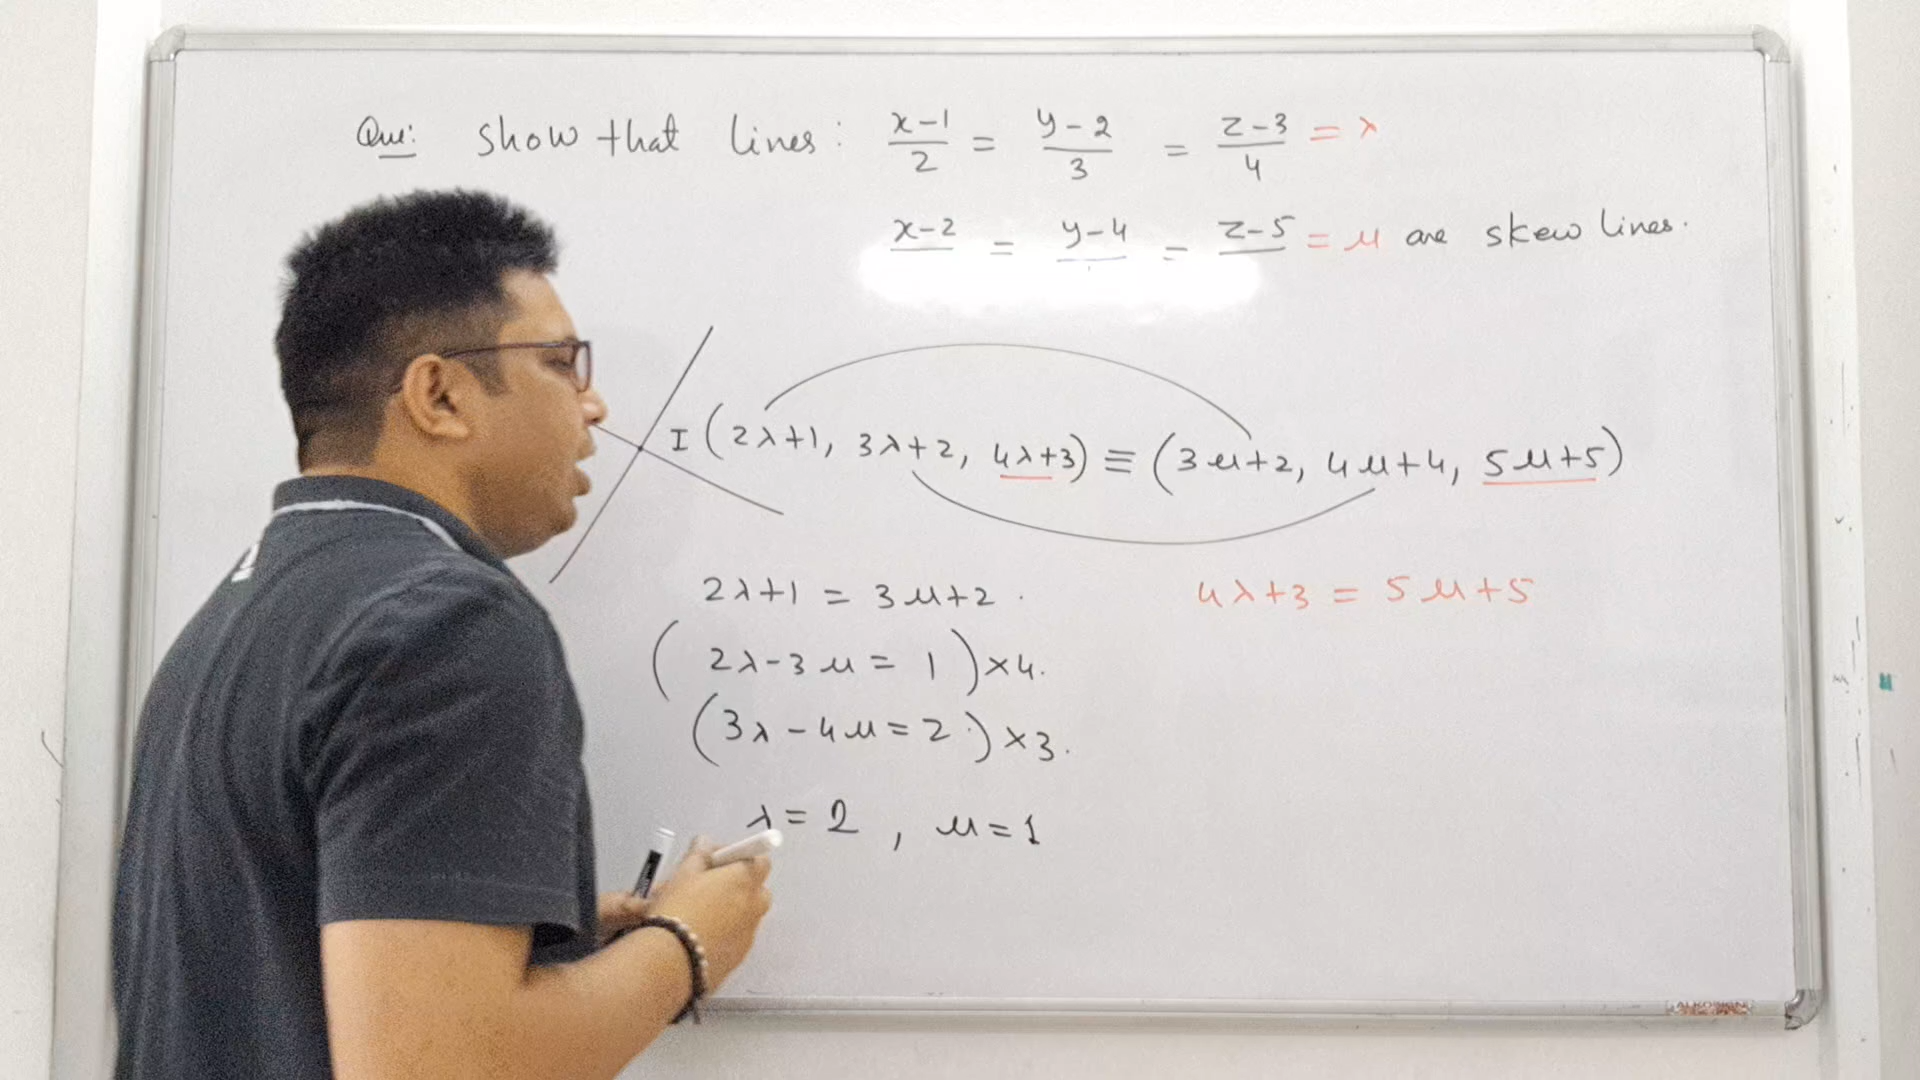 Que: show that lines: x-1/2 = y-2/3 = z-3/4 = λ
x-2 = y-4 = z-5 = μ are skew lines.
I (2λ+1, 3λ+2, 4λ+3) ≡ (3μ+2, 4μ+4, 5μ+5)
2λ+1 = 3μ+2. 4λ+3 = 5μ+5
(2λ-3μ = 1)×4.
(3λ-4μ=2.)×3.
λ=2, μ=1